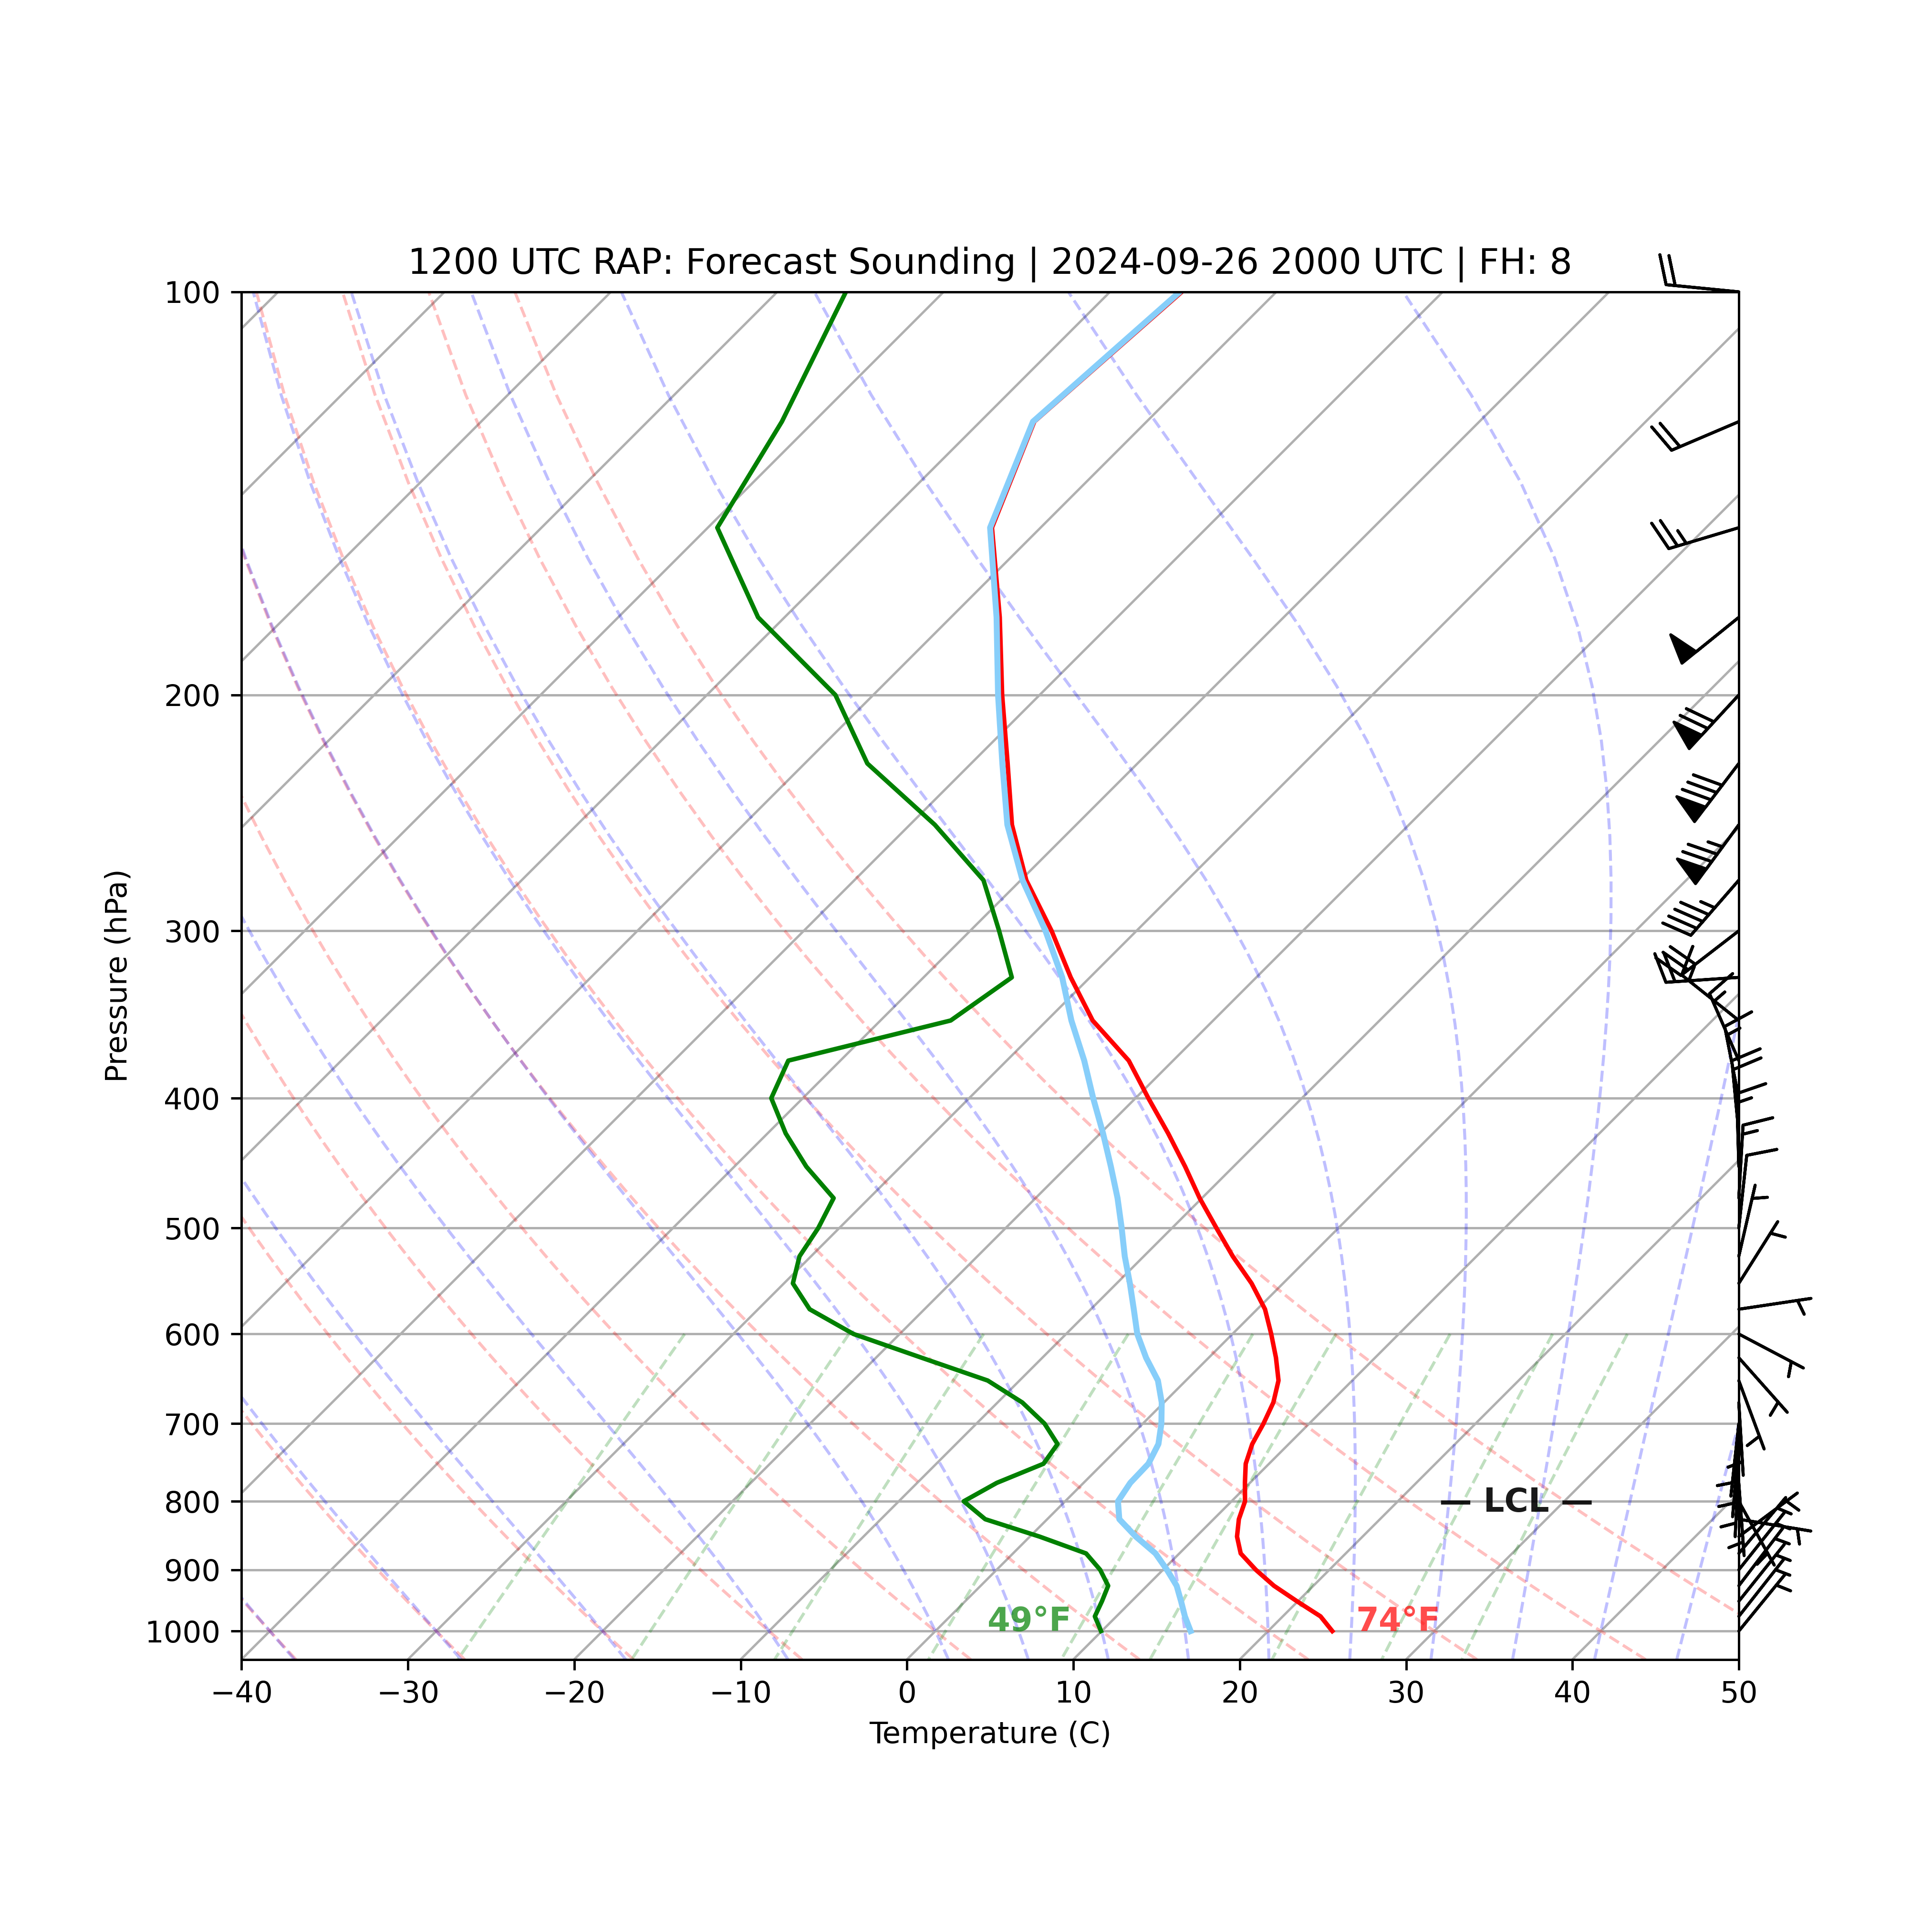 1200 UTC RAP: Forecast Sounding | 2024-09-26 2000 UTC | FH: 8
100
200
300
400
500
600
700
800
900
1000
Pressure (hPa)
— LCL —
49°F
74°F
−40 −30 −20 −10 0 10 20 30 40 50
Temperature (C)